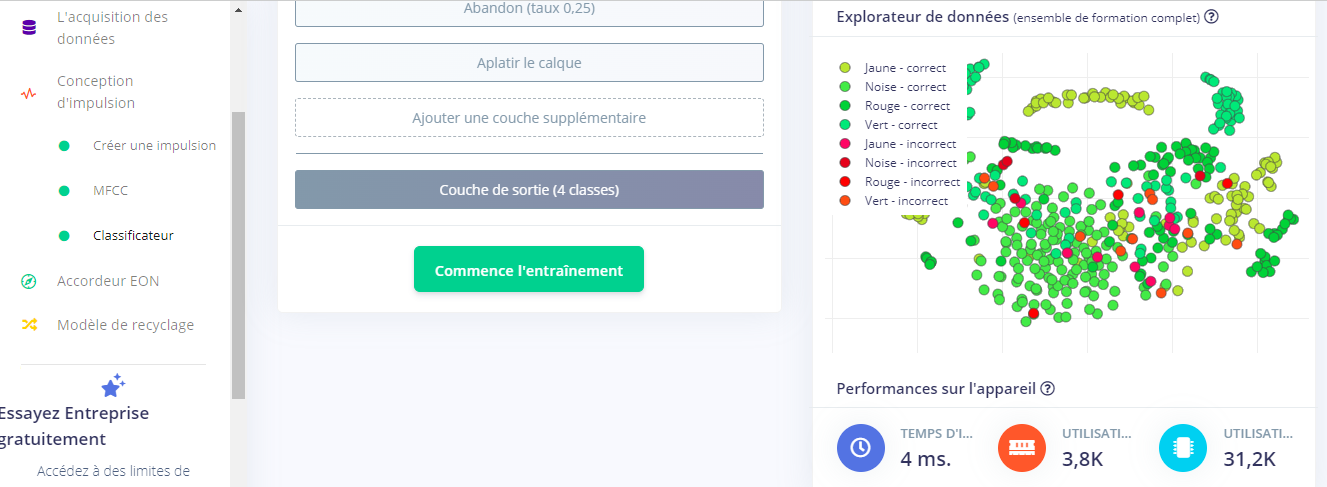 L'acquisition des
données
Conception
d'impulsion
Créer une impulsion
MFCC
Classificateur
Accordeur EON
Modèle de recyclage
Essayez Entreprise
gratuitement
Accédez à des limites de
Abandon (taux 0,25)
Aplatir le calque
Ajouter une couche supplémentaire
Couche de sortie (4 classes)
Commence l'entraînement
Explorateur de données (ensemble de formation complet) ?
Jaune - correct
Noise - correct
Rouge - correct
Vert - correct
Jaune - incorrect
Noise - incorrect
Rouge - incorrect
Vert - incorrect
Performances sur l'appareil ?
TEMPS D'I...
4 ms.
UTILISATI...
3,8K
UTILISATI...
31,2K